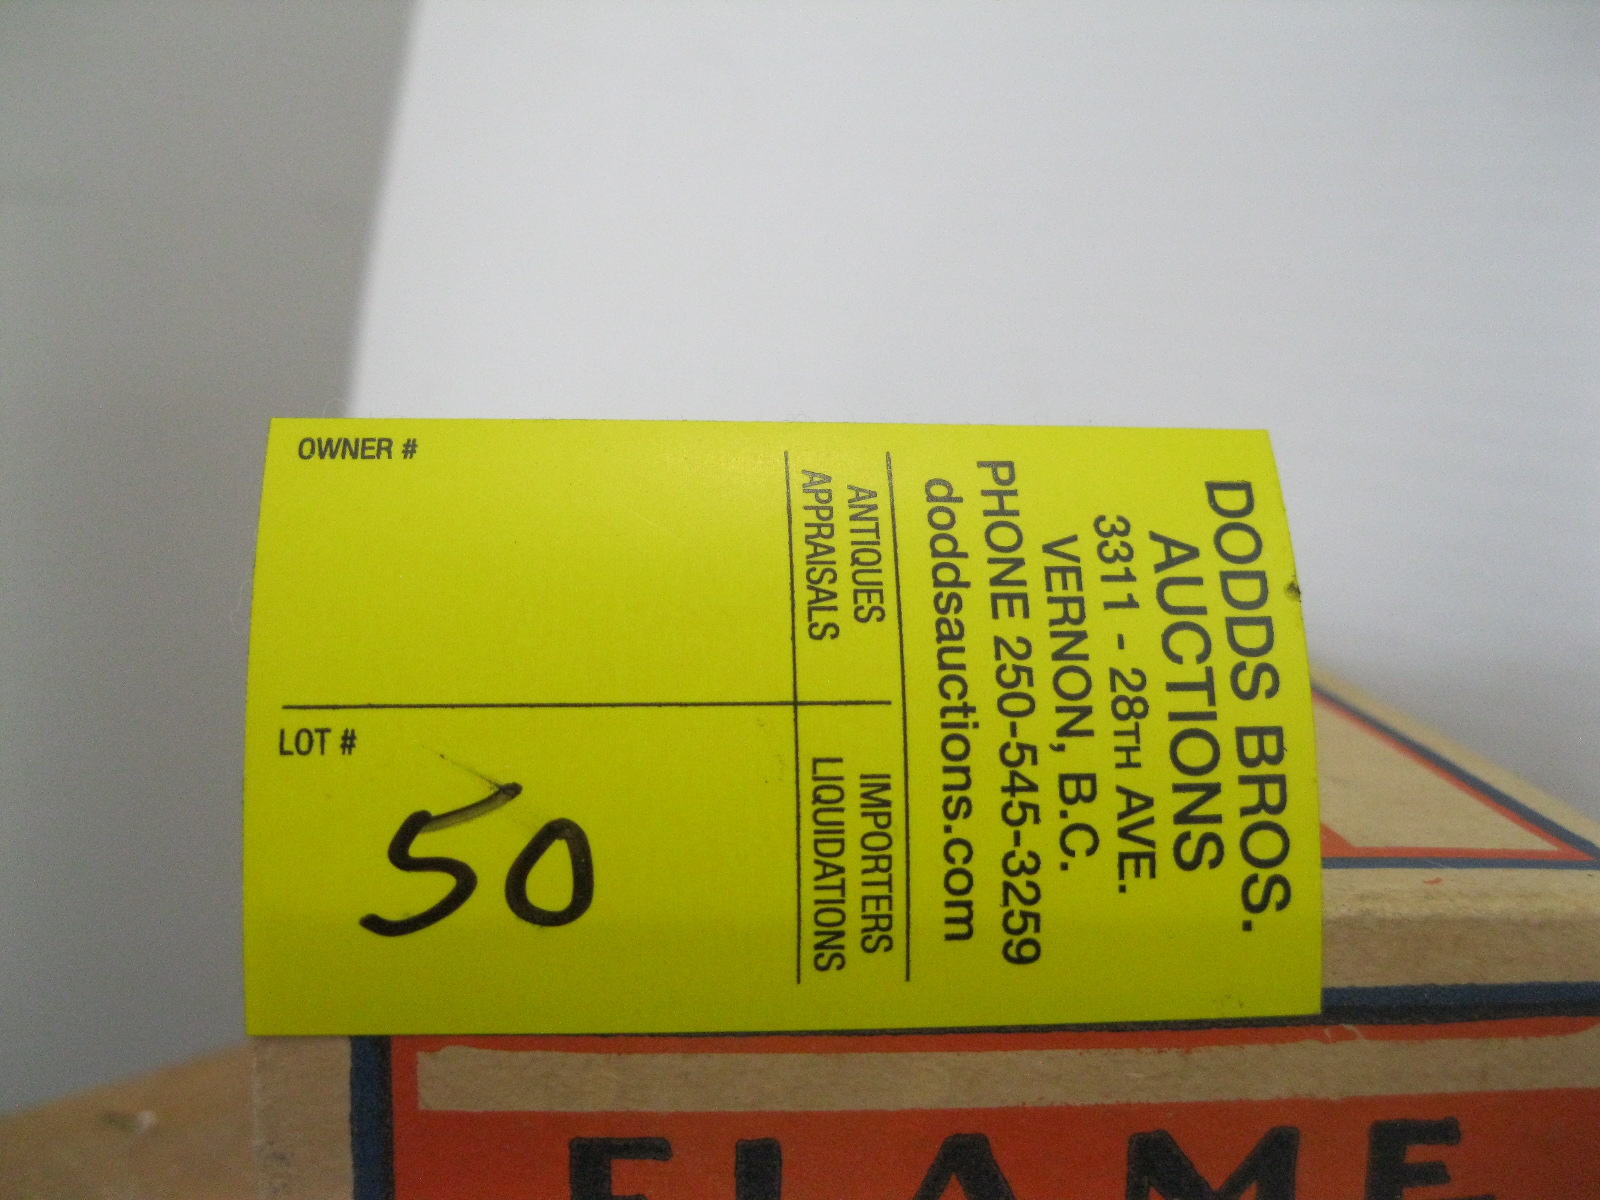 DODDS BROS.
AUCTIONS
3311 - 28TH AVE.
VERNON, B.C.
PHONE 250-545-3259
doddsauctions.com
ANTIQUES
APPRAISALS
IMPORTERS
LIQUIDATIONS
OWNER #
LOT #
50
FLAME